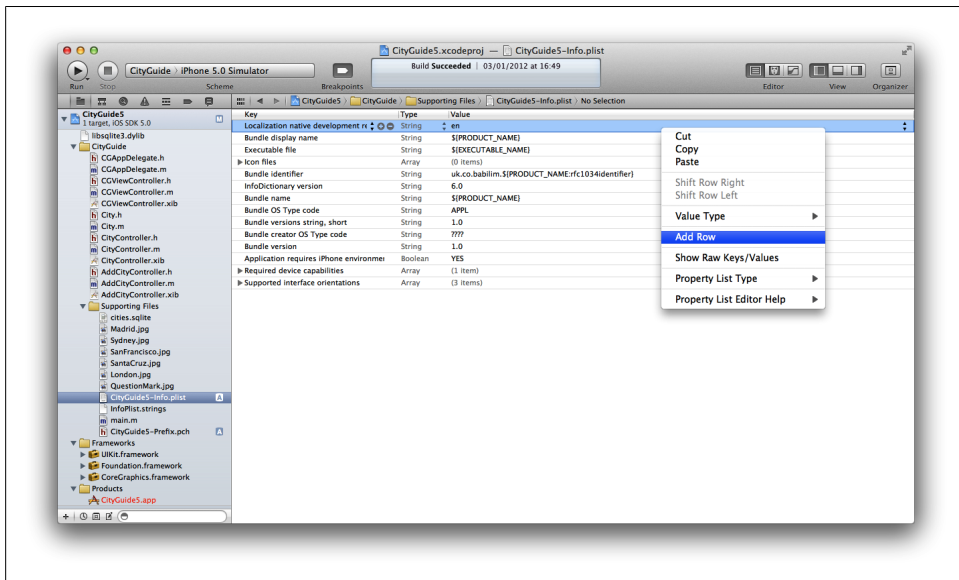 CityGuide5.xcodeproj — CityGuide5-Info.plist
CityGuide › iPhone 5.0 Simulator
Build Succeeded | 03/01/2012 at 16:49
Run Stop Scheme Breakpoints Editor View Organizer
CityGuide5 › CityGuide › Supporting Files › CityGuide5-Info.plist › No Selection
CityGuide5 M
1 target, iOS SDK 5.0
libsqlite3.dylib
CityGuide
h CGAppDelegate.h
m CGAppDelegate.m
h CGViewController.h
m CGViewController.m
CGViewController.xib
h City.h
m City.m
h CityController.h
m CityController.m
CityController.xib
h AddCityController.h
m AddCityController.m
AddCityController.xib
Supporting Files
cities.sqlite
Madrid.jpg
Sydney.jpg
SanFrancisco.jpg
SantaCruz.jpg
London.jpg
QuestionMark.jpg
CityGuide5-Info.plist A
InfoPlist.strings
m main.m
h CityGuide5-Prefix.pch A
Frameworks
UIKit.framework
Foundation.framework
CoreGraphics.framework
Products
CityGuide5.app
Key Type Value
Localization native development re String en
Bundle display name String ${PRODUCT_NAME}
Executable file String ${EXECUTABLE_NAME}
Icon files Array (0 items)
Bundle identifier String uk.co.babilim.${PRODUCT_NAME:rfc1034identifier}
InfoDictionary version String 6.0
Bundle name String ${PRODUCT_NAME}
Bundle OS Type code String APPL
Bundle versions string, short String 1.0
Bundle creator OS Type code String ????
Bundle version String 1.0
Application requires iPhone environmei Boolean YES
Required device capabilities Array (1 item)
Supported interface orientations Array (3 items)
Cut
Copy
Paste
Shift Row Right
Shift Row Left
Value Type
Add Row
Show Raw Keys/Values
Property List Type
Property List Editor Help